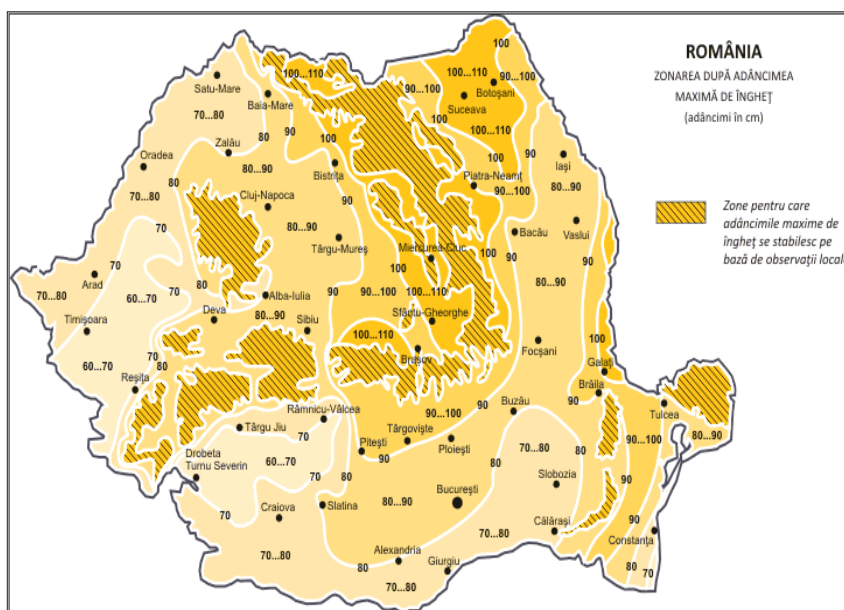 ROMÂNIA
ZONAREA DUPĂ ADÂNCIMEA
MAXIMĂ DE ÎNGHEȚ
(adâncimi în cm)
Zone pentru care
adâncimile maxime de
îngheț se stabilesc pe
bază de observații locale
100
100
100...110
100...110
90...100
90...100
Satu-Mare
Botoșani
Suceava
70...80
Baia-Mare
80
90
100
100
100...110
Zalău
90
Iași
Oradea
80...90
Bistrița
100
80...90
80
Piatra-Neamț
70...80
Cluj-Napoca
90
90...100
70
80...90
100
Vaslui
Târgu-Mureș
Bacău
Miercurea-Ciuc
90
90
70
100
Arad
70...80
60...70
70
80
Alba-Iulia
90
90...100
100...110
80...90
Timișoara
Deva
80...90
Sibiu
Sfântu-Gheorghe
100...110
100
Focșani
60...70
70
80
Brașov
Galați
Reșița
Brăila
Râmnicu-Vâlcea
90...100
90
Buzău
90
Tulcea
Târgu Jiu
70
Târgoviște
80...90
Pitești
90
Ploiești
70...80
80
90...100
Drobeta
Turnu Severin
60...70
70
80
80
90
Slobozia
București
80...90
70
Craiova
Slatina
90
Călărași
Constanța
70...80
70...80
Alexandria
80
Giurgiu
80
70
70...80